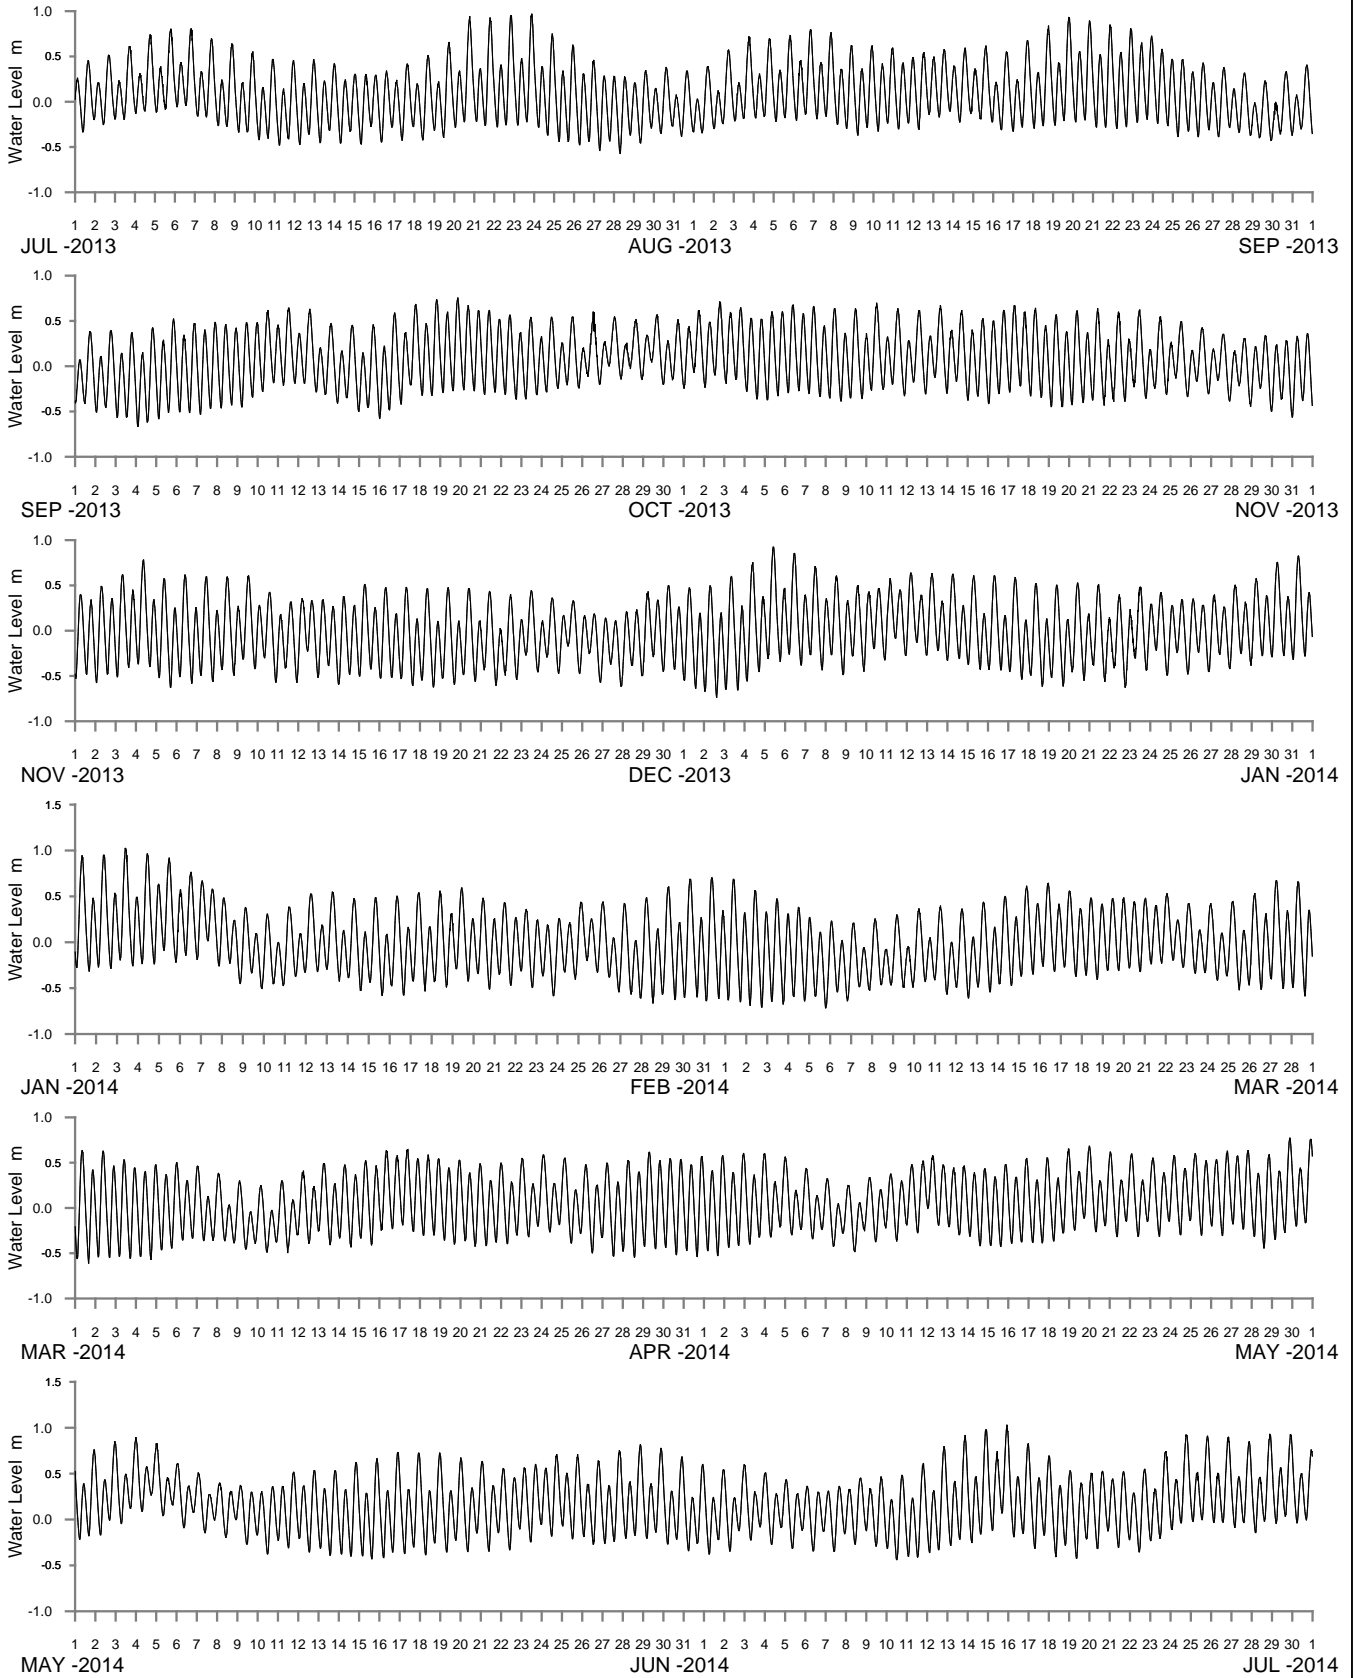 1.0
0.5
0.0
-0.5
-1.0
Water Level m
1 2 3 4 5 6 7 8 9 10 11 12 13 14 15 16 17 18 19 20 21 22 23 24 25 26 27 28 29 30 31 1 2 3 4 5 6 7 8 9 10 11 12 13 14 15 16 17 18 19 20 21 22 23 24 25 26 27 28 29 30 31 1
JUL -2013 AUG -2013 SEP -2013
1.0
0.5
0.0
-0.5
-1.0
Water Level m
1 2 3 4 5 6 7 8 9 10 11 12 13 14 15 16 17 18 19 20 21 22 23 24 25 26 27 28 29 30 1 2 3 4 5 6 7 8 9 10 11 12 13 14 15 16 17 18 19 20 21 22 23 24 25 26 27 28 29 30 31 1
SEP -2013 OCT -2013 NOV -2013
1.0
0.5
0.0
-0.5
-1.0
Water Level m
1 2 3 4 5 6 7 8 9 10 11 12 13 14 15 16 17 18 19 20 21 22 23 24 25 26 27 28 29 30 1 2 3 4 5 6 7 8 9 10 11 12 13 14 15 16 17 18 19 20 21 22 23 24 25 26 27 28 29 30 31 1
NOV -2013 DEC -2013 JAN -2014
1.5
1.0
0.5
0.0
-0.5
-1.0
Water Level m
1 2 3 4 5 6 7 8 9 10 11 12 13 14 15 16 17 18 19 20 21 22 23 24 25 26 27 28 29 30 31 1 2 3 4 5 6 7 8 9 10 11 12 13 14 15 16 17 18 19 20 21 22 23 24 25 26 27 28 1
JAN -2014 FEB -2014 MAR -2014
1.0
0.5
0.0
-0.5
-1.0
Water Level m
1 2 3 4 5 6 7 8 9 10 11 12 13 14 15 16 17 18 19 20 21 22 23 24 25 26 27 28 29 30 31 1 2 3 4 5 6 7 8 9 10 11 12 13 14 15 16 17 18 19 20 21 22 23 24 25 26 27 28 29 30 1
MAR -2014 APR -2014 MAY -2014
1.5
1.0
0.5
0.0
-0.5
-1.0
Water Level m
1 2 3 4 5 6 7 8 9 10 11 12 13 14 15 16 17 18 19 20 21 22 23 24 25 26 27 28 29 30 31 1 2 3 4 5 6 7 8 9 10 11 12 13 14 15 16 17 18 19 20 21 22 23 24 25 26 27 28 29 30 1
MAY -2014 JUN -2014 JUL -2014